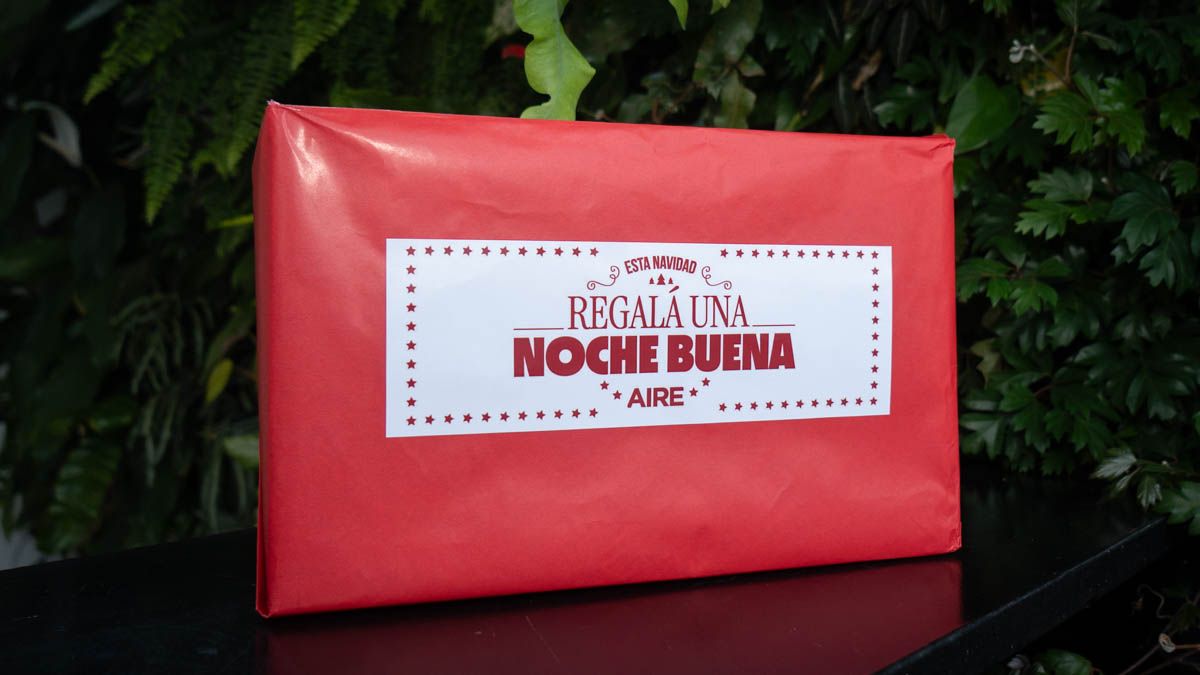 ESTA NAVIDAD
REGALÁ UNA
NOCHE BUENA
AIRE